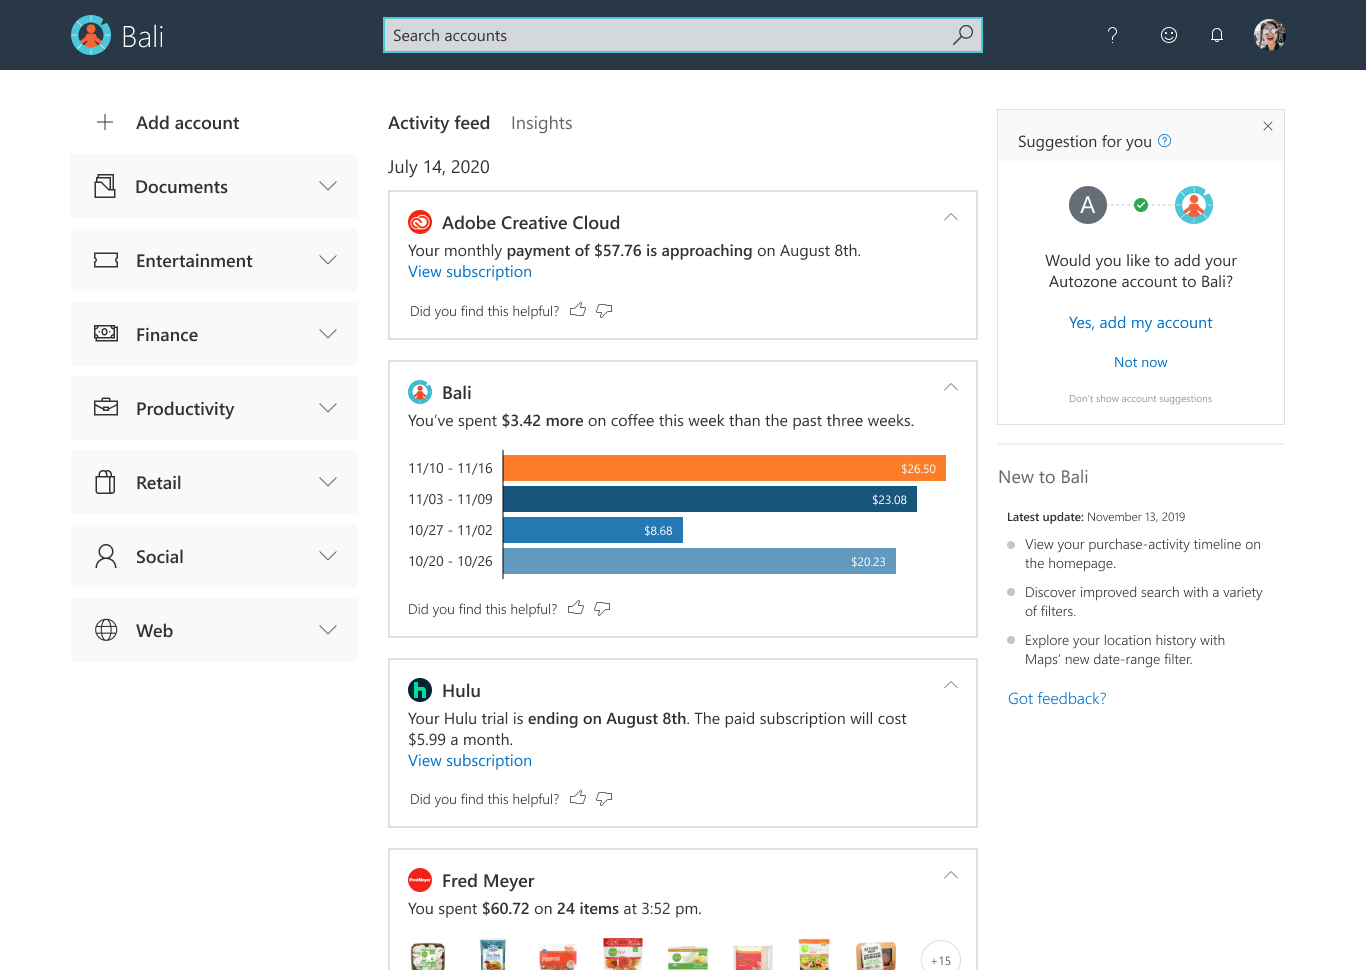 Bali
Search accounts
?
Add account
Documents
Entertainment
Finance
Productivity
Retail
Social
Web
Activity feed Insights
July 14, 2020
Adobe Creative Cloud
Your monthly payment of $57.76 is approaching on August 8th.
View subscription
Did you find this helpful?
Bali
You've spent $3.42 more on coffee this week than the past three weeks.
11/10 - 11/16 $26.50
11/03 - 11/09 $23.08
10/27 - 11/02 $8.68
10/20 - 10/26 $20.23
Did you find this helpful?
h Hulu
Your Hulu trial is ending on August 8th. The paid subscription will cost
$5.99 a month.
View subscription
Did you find this helpful?
Fred Meyer
You spent $60.72 on 24 items at 3:52 pm.
+15
Suggestion for you ?
A
Would you like to add your
Autozone account to Bali?
Yes, add my account
Not now
Don't show account suggestions
New to Bali
Latest update: November 13, 2019
View your purchase-activity timeline on
the homepage.
Discover improved search with a variety
of filters.
Explore your location history with
Maps' new date-range filter.
Got feedback?